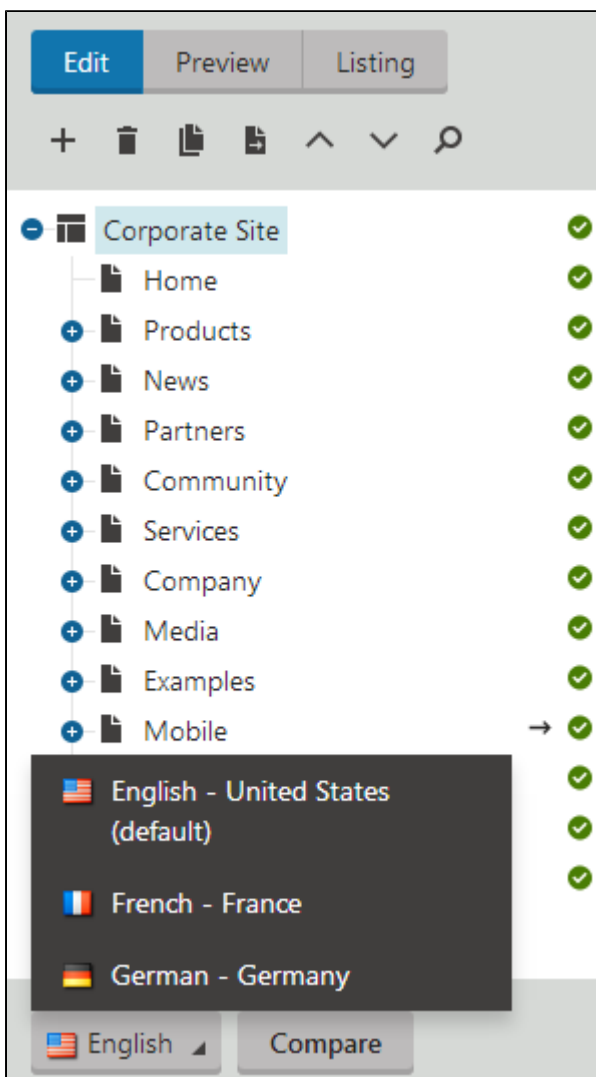 Edit Preview Listing
Corporate Site
Home
Products
News
Partners
Community
Services
Company
Media
Examples
Mobile
English - United States
(default)
French - France
German - Germany
English Compare